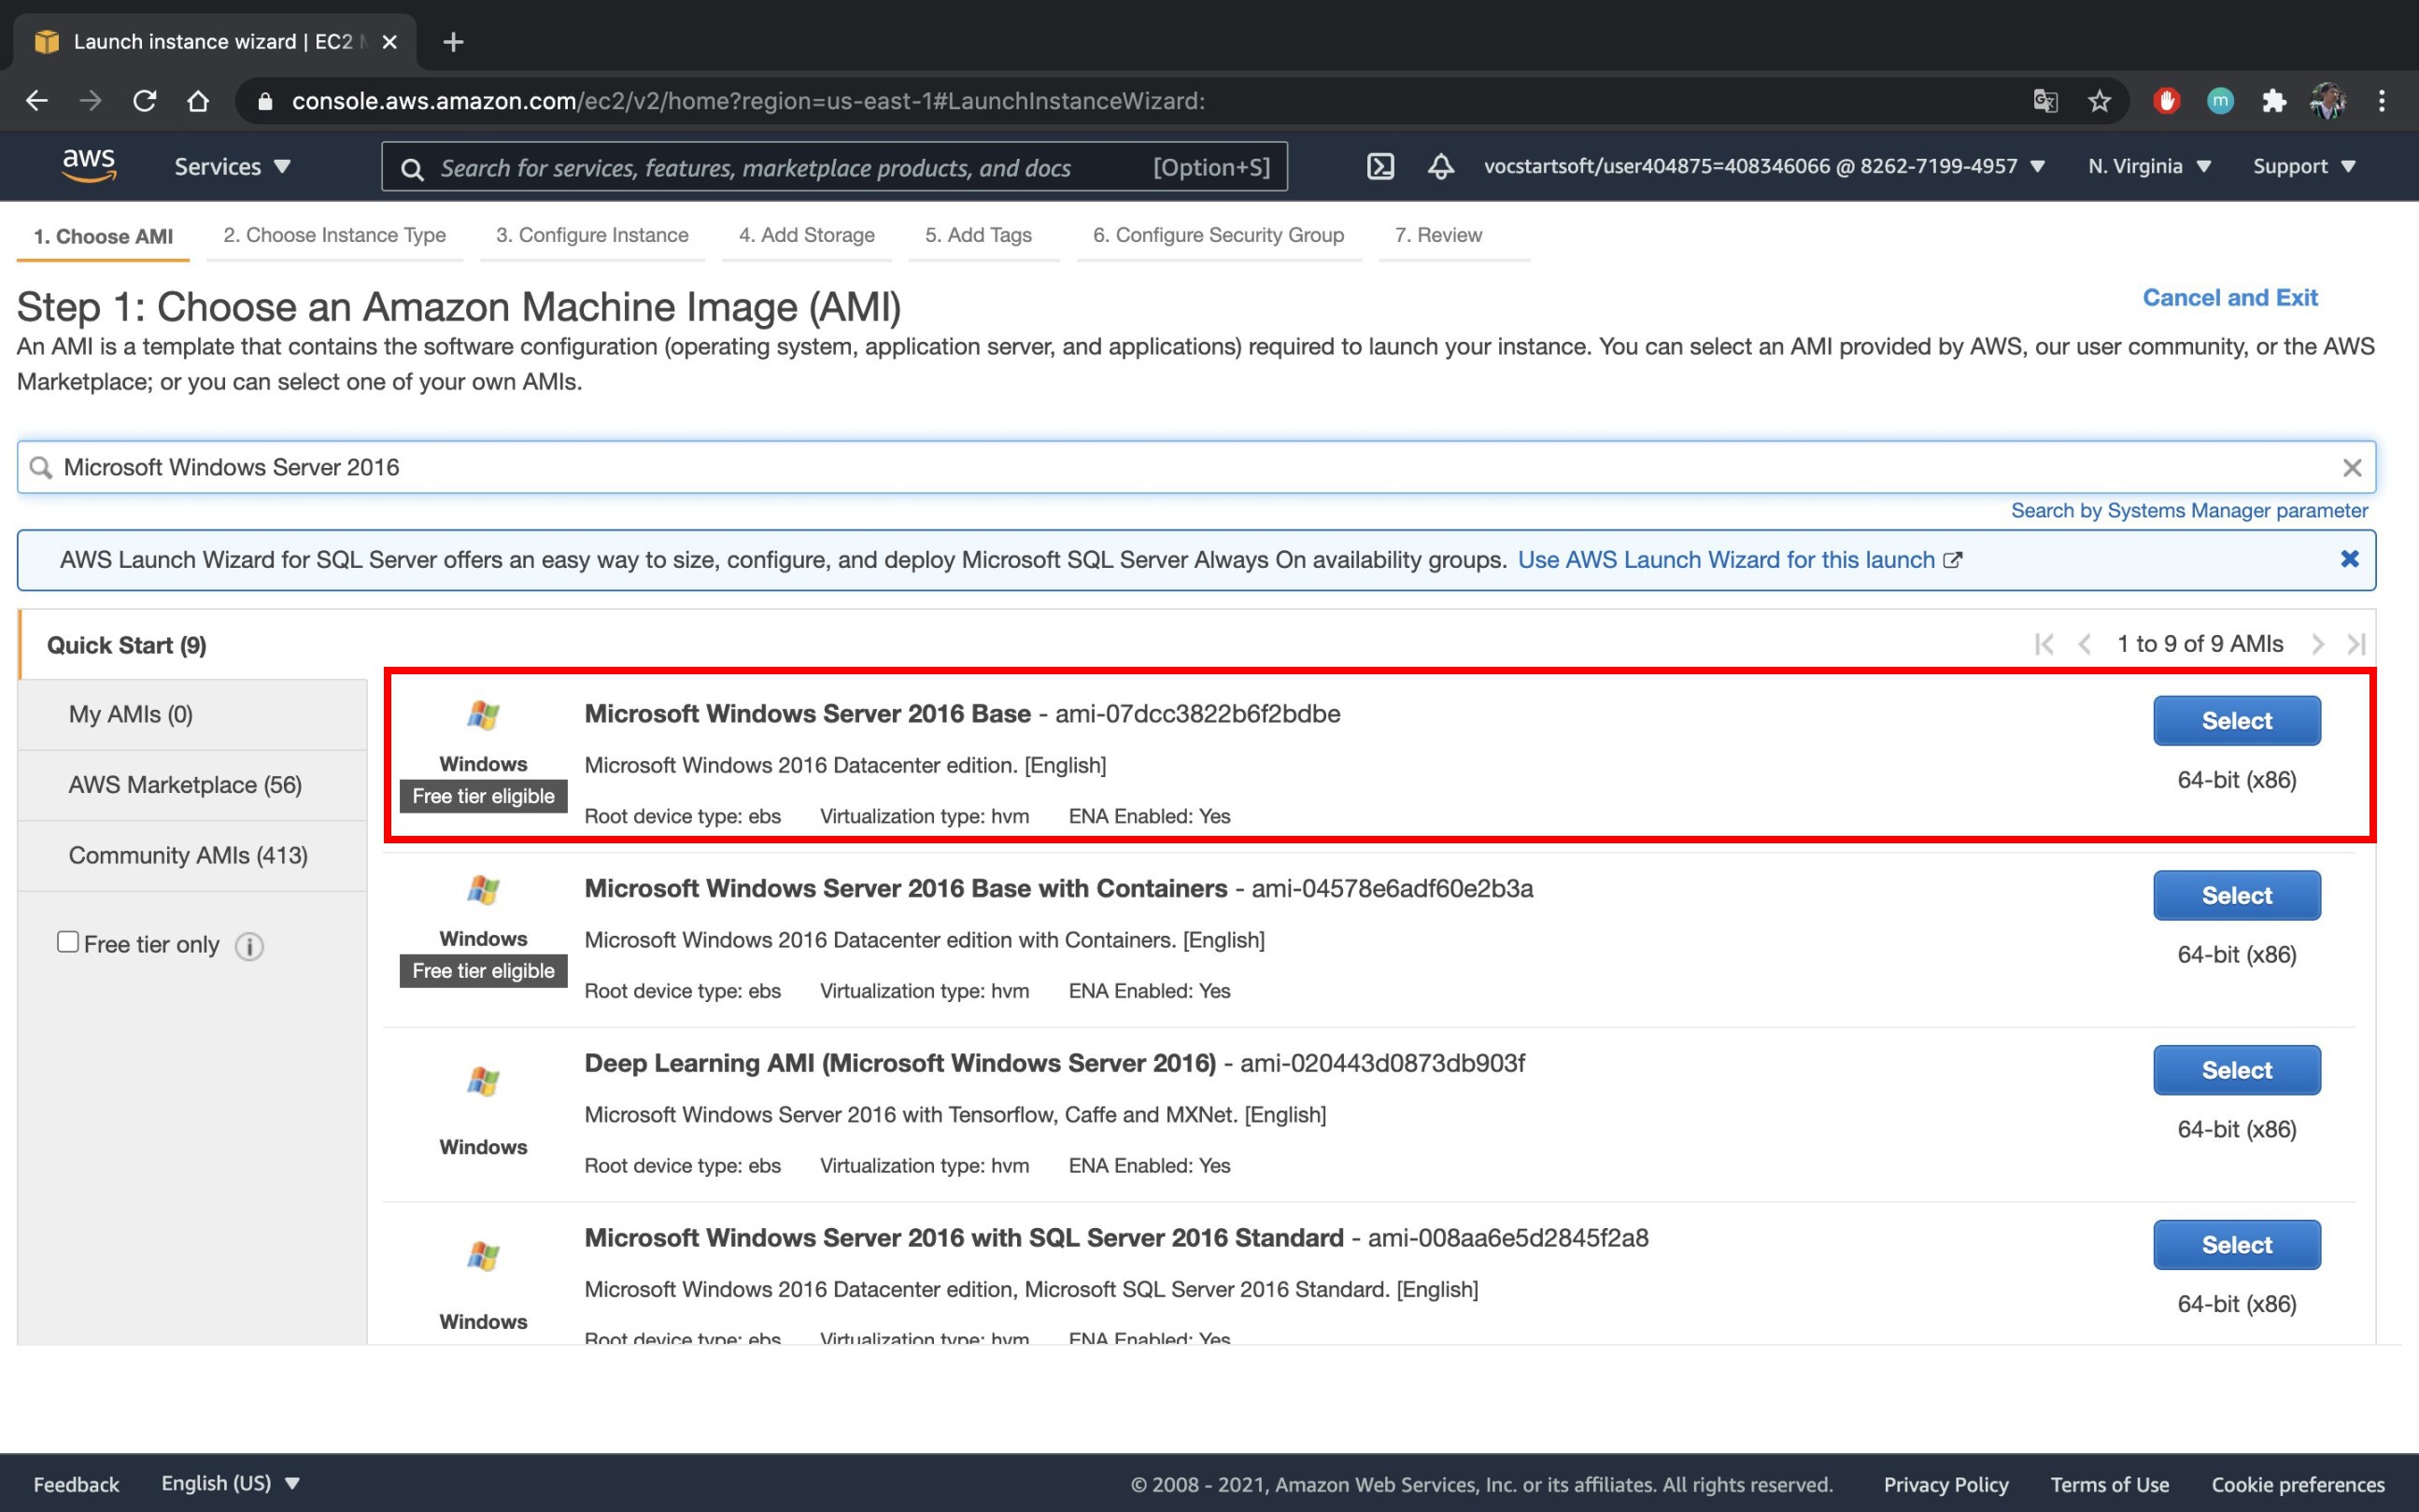 Launch instance wizard | EC2 M
console.aws.amazon.com/ec2/v2/home?region=us-east-1#LaunchInstanceWizard:
m
aws
Services
Search for services, features, marketplace products, and docs
[Option+S]
vocstartsoft/user404875=408346066 @ 8262-7199-4957
N. Virginia
Support
1. Choose AMI
2. Choose Instance Type
3. Configure Instance
4. Add Storage
5. Add Tags
6. Configure Security Group
7. Review
Step 1: Choose an Amazon Machine Image (AMI)
Cancel and Exit
An AMI is a template that contains the software configuration (operating system, application server, and applications) required to launch your instance. You can select an AMI provided by AWS, our user community, or the AWS
Marketplace; or you can select one of your own AMIs.
Microsoft Windows Server 2016
Search by Systems Manager parameter
AWS Launch Wizard for SQL Server offers an easy way to size, configure, and deploy Microsoft SQL Server Always On availability groups. Use AWS Launch Wizard for this launch
Quick Start (9)
1 to 9 of 9 AMIs
My AMIs (0)
AWS Marketplace (56)
Community AMIs (413)
Free tier only
Windows
Free tier eligible
Microsoft Windows Server 2016 Base - ami-07dcc3822b6f2bdbe
Microsoft Windows 2016 Datacenter edition. [English]
Root device type: ebs Virtualization type: hvm ENA Enabled: Yes
Select
64-bit (x86)
Windows
Free tier eligible
Microsoft Windows Server 2016 Base with Containers - ami-04578e6adf60e2b3a
Microsoft Windows 2016 Datacenter edition with Containers. [English]
Root device type: ebs Virtualization type: hvm ENA Enabled: Yes
Select
64-bit (x86)
Windows
Deep Learning AMI (Microsoft Windows Server 2016) - ami-020443d0873db903f
Microsoft Windows Server 2016 with Tensorflow, Caffe and MXNet. [English]
Root device type: ebs Virtualization type: hvm ENA Enabled: Yes
Select
64-bit (x86)
Windows
Microsoft Windows Server 2016 with SQL Server 2016 Standard - ami-008aa6e5d2845f2a8
Microsoft Windows 2016 Datacenter edition, Microsoft SQL Server 2016 Standard. [English]
Root device type: ebs Virtualization type: hvm ENA Enabled: Yes
Select
64-bit (x86)
Feedback
English (US)
© 2008 - 2021, Amazon Web Services, Inc. or its affiliates. All rights reserved.
Privacy Policy
Terms of Use
Cookie preferences